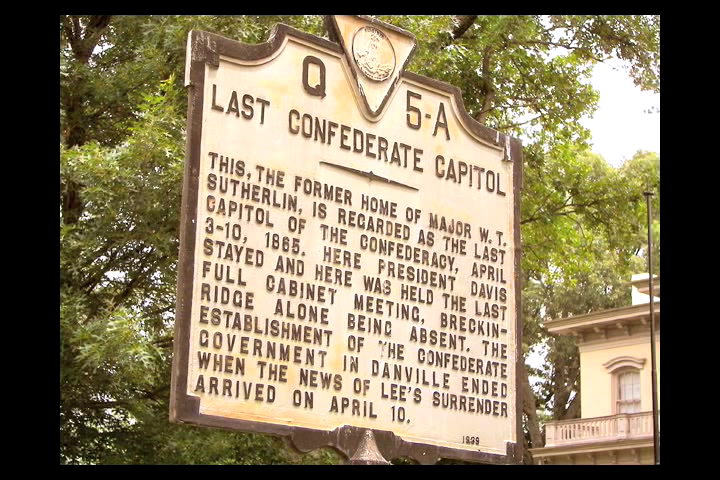 Q 5-A
LAST CONFEDERATE CAPITOL
THIS, THE FORMER HOME OF MAJOR W. T.
SUTHERLIN, IS REGARDED AS THE LAST
CAPITOL OF THE CONFEDERACY, APRIL
3-10, 1865. HERE PRESIDENT DAVIS
STAYED AND HERE WAS HELD THE LAST
FULL CABINET MEETING, BRECKIN-
RIDGE ALONE BEING ABSENT. THE
ESTABLISHMENT OF THE CONFEDERATE
GOVERNMENT IN DANVILLE ENDED
WHEN THE NEWS OF LEE'S SURRENDER
ARRIVED ON APRIL 10.
1939